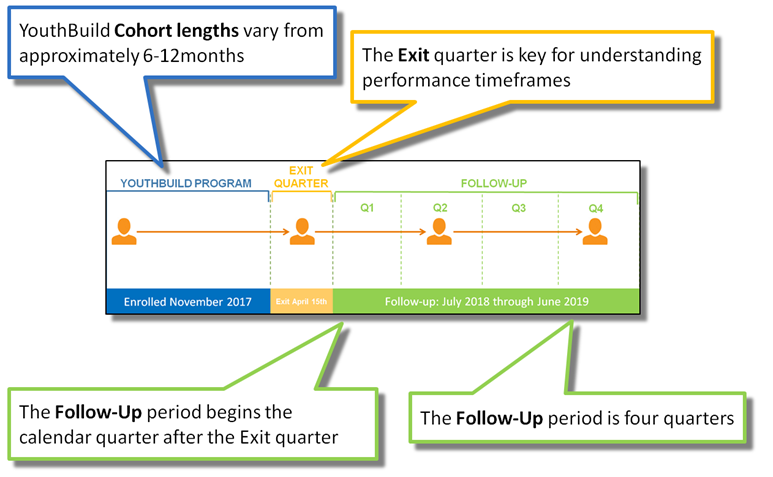 YouthBuild Cohort lengths vary from
approximately 6-12months
The Exit quarter is key for understanding
performance timeframes
YOUTHBUILD PROGRAM
EXIT
QUARTER
FOLLOW-UP
Q1
Q2
Q3
Q4
Enrolled November 2017
Exit April 15th
Follow-up: July 2018 through June 2019
The Follow-Up period begins the
calendar quarter after the Exit quarter
The Follow-Up period is four quarters